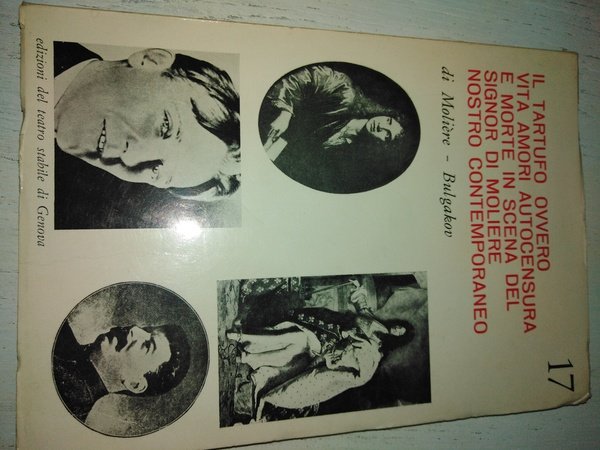 17
IL TARTUFO OVVERO
VITA AMORI AUTOCENSURA
E MORTE IN SCENA DEL
SIGNOR DI MOLIERE
NOSTRO CONTEMPORANEO
di Molière - Bulgakov
edizioni del teatro stabile di Genova